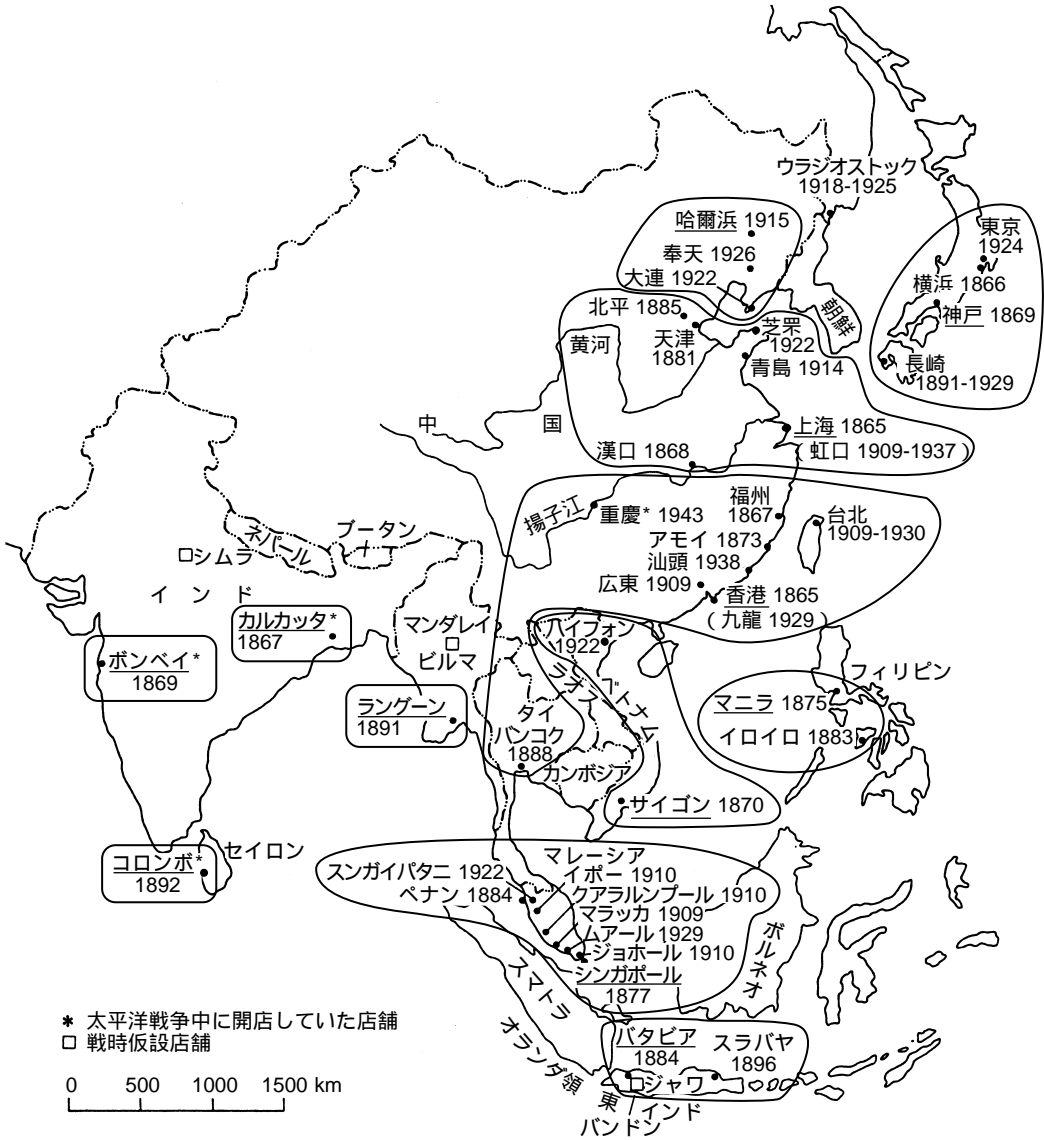 ウラジオストック
1918-1925
哈爾浜 1915
奉天 1926
大連 1922
東京
1924
横浜 1866
神戸 1869
長崎
1891-1929
朝鮮
北平 1885
天津
1881
芝罘
1922
青島 1914
黄河
中国
上海 1865
(虹口 1909-1937)
漢口 1868
揚子江
重慶* 1943
福州
1867
アモイ 1873
汕頭 1938
広東 1909
香港 1865
(九龍 1929)
台北
1909-1930
ネパール
ブータン
シムラ
インド
カルカッタ*
1867
ボンベイ*
1869
マンダレイ
ビルマ
ラングーン
1891
ハイフォン
1922
ラオス
ベトナム
タイ
バンコク
1888
カンボジア
サイゴン 1870
フィリピン
マニラ 1875
イロイロ 1883
コロンボ*
1892
セイロン
マレーシア
スンガイパタニ 1922
イポー 1910
ペナン 1884
クアラルンプール 1910
マラッカ 1909
ムアール 1929
ジョホール 1910
シンガポール
1877
ボルネオ
スマトラ
オランダ領東インド
バタビア
1884
スラバヤ
1896
ジャワ
バンドン
* 太平洋戦争中に開店していた店舗
□ 戦時仮設店舗
0 500 1000 1500 km